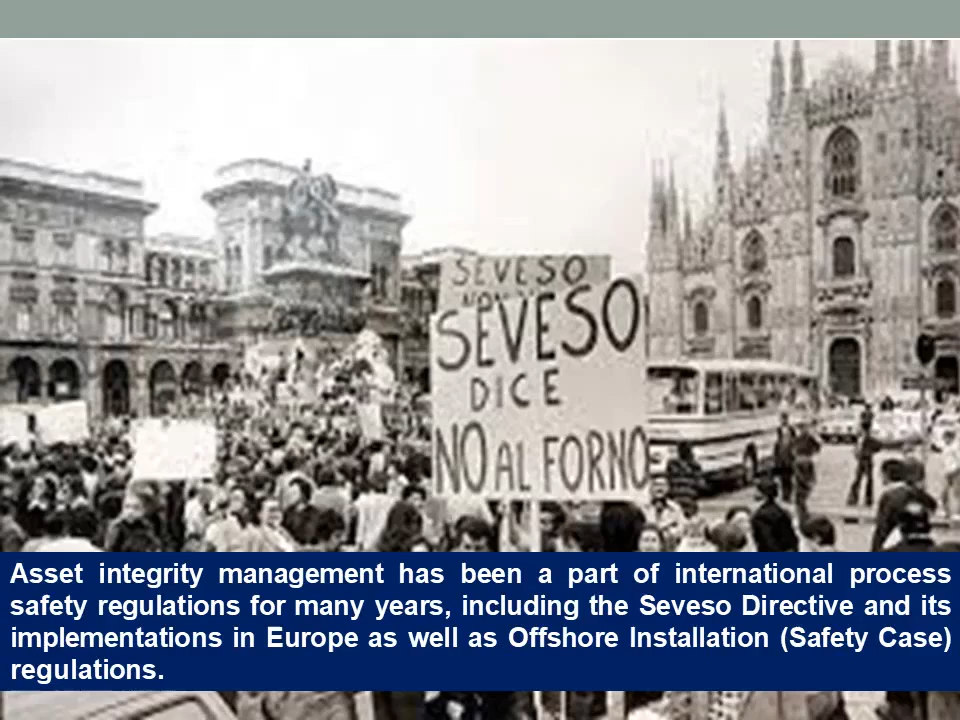 SEVESO
NON
SEVESO
DICE
NO AL FORNO
Asset integrity management has been a part of international process
safety regulations for many years, including the Seveso Directive and its
implementations in Europe as well as Offshore Installation (Safety Case)
regulations.